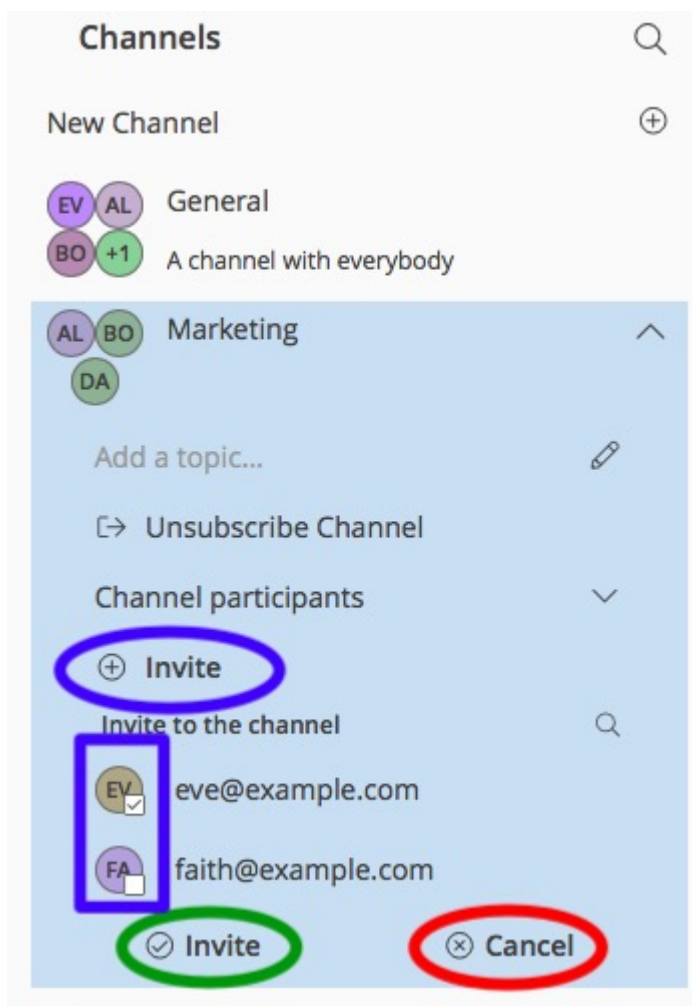 Channels
New Channel
EV AL General
BO +1 A channel with everybody
AL BO Marketing
DA
Add a topic...
Unsubscribe Channel
Channel participants
Invite
Invite to the channel
EV eve@example.com
FA faith@example.com
Invite Cancel